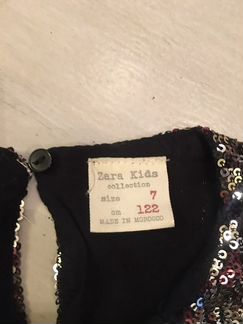 Zara Kids
collection
size 7
cm 122
MADE IN MOROCCO